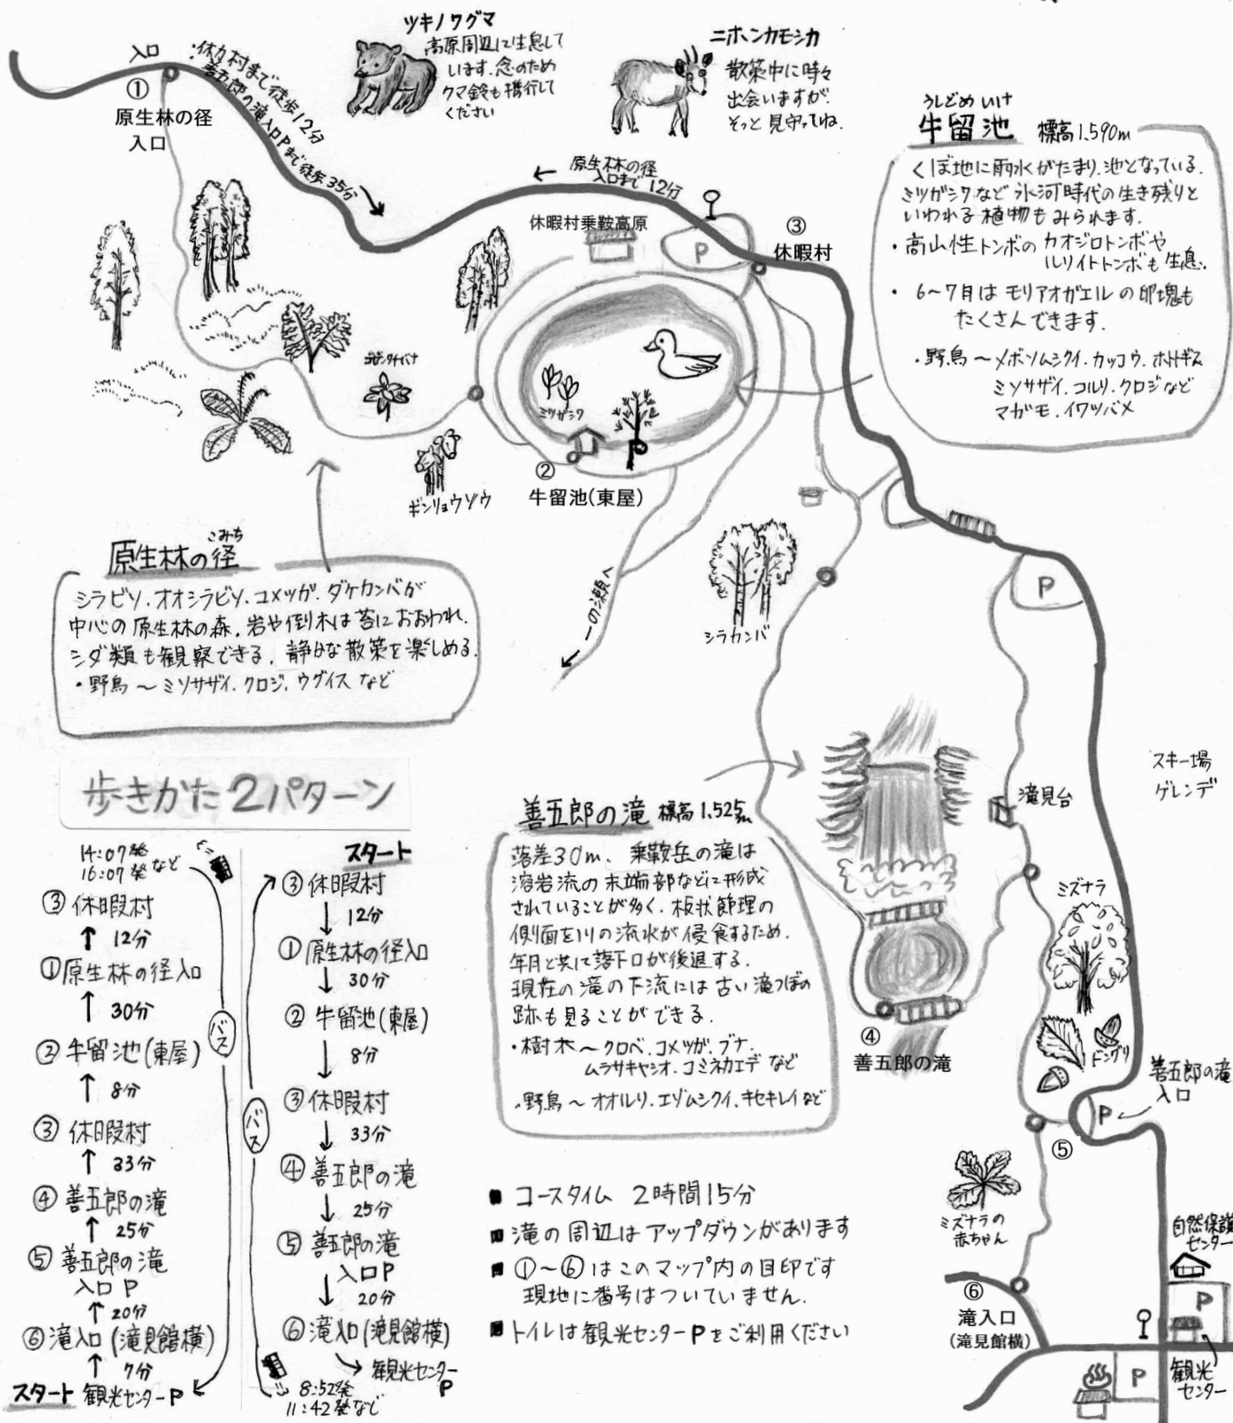 ツキノワグマ
高原周辺に生息して
います.念のため
クマ鈴も携行して
ください
ニホンカモシカ
散策中に時々
出会いますが.
そっと見守ってね.
入口
①
原生林の径
入口
・休カ村まで徒歩12分
・善五郎の滝入口Pまで徒歩35分
← 原生林の径
入口まで12分
休暇村乗鞍高原
P
③
休暇村
うしどめいけ
牛留池 標高1.590m
くぼ地に雨水がたまり.池となっている.
ミツガシワなど氷河時代の生き残りと
いわれる植物もみられます.
・高山性トンボのカオジロトンボや
ルリイトトンボも生息.
・6~7月はモリアオガエルの卵塊も
たくさんできます.
・野鳥~メボソムシクイ.カッコウ.ホトトギス
ミソサザイ.コルリ.クロジなど
マガモ.イワツバメ
ゴゼンタイバナ
ミツガシワ
ギンリョウソウ
②
牛留池(東屋)
一の瀬へ
シラカンバ
P
こみち
原生林の径
シラビソ.オオシラビソ.コメツガ.ダケカンバが
中心の原生林の森.岩や倒木は苔におおわれ.
シダ類も観察できる.静かな散策を楽しめる.
・野鳥~ミソサザイ.クロジ.ウグイスなど
スキー場
ゲレンデ
滝見台
善五郎の滝 標高1.525m
落差30m、乗鞍岳の滝は
溶岩流の末端部などに形成
されていることが多く.板状節理の
側面を川の流水が侵食するため.
年月と共に落下口が後退する.
現在の滝の下流には古い滝つぼの
跡も見ることができる.
・樹木~クロベ.コメツガ.ブナ.
ムラサキヤシオ.コミネカエデなど
・野鳥~オオルリ.エゾムシクイ.キセキレイなど
④
善五郎の滝
ミズナラ
ドングリ
善五郎の滝
入口
P
⑤
ミズナラの
赤ちゃん
自然保護
センター
P
⑥
滝入口
(滝見館横)
P
観光
センター
歩きかた2パターン
14:07発
16:07発 など
③休暇村
↑ 12分
①原生林の径入口
↑ 30分
②牛留池(東屋)
↑ 8分
③休暇村
↑ 33分
④善五郎の滝
↑ 25分
⑤善五郎の滝
入口 P
↑ 20分
⑥滝入口(滝見館横)
↑ 7分
スタート 観光センターP
バス
スタート
③休暇村
↓ 12分
①原生林の径入口
↓ 30分
②牛留池(東屋)
↓ 8分
③休暇村
↓ 33分
④善五郎の滝
↓ 25分
⑤善五郎の滝
入口P
↓ 20分
⑥滝入口(滝見館横)
→ 観光センター
P
8:52発
11:42発など
バス
■ コースタイム 2時間15分
■ 滝の周辺はアップダウンがあります
■ ①~⑥はこのマップ内の目印です
現地に番号はついていません.
■ トイレは観光センターPをご利用ください